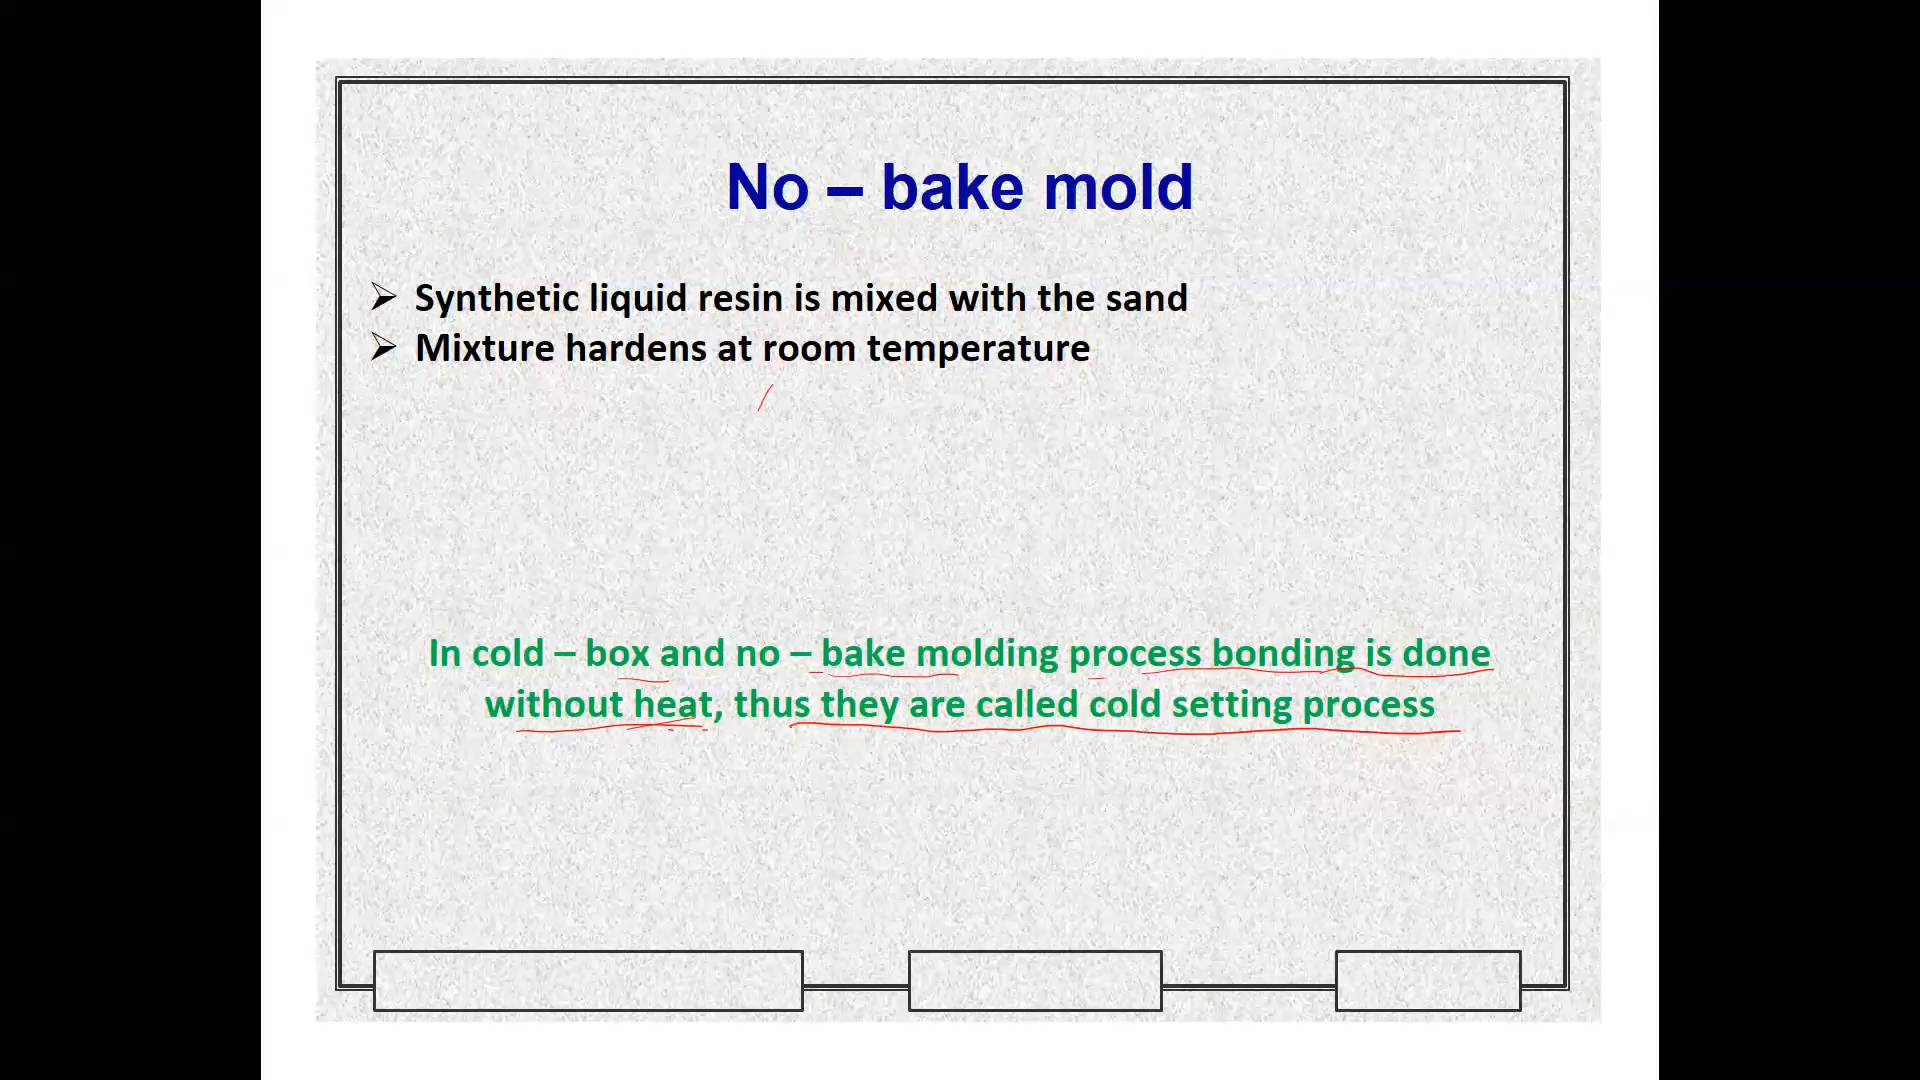 No – bake mold
➢ Synthetic liquid resin is mixed with the sand
➢ Mixture hardens at room temperature
In cold – box and no – bake molding process bonding is done
without heat, thus they are called cold setting process